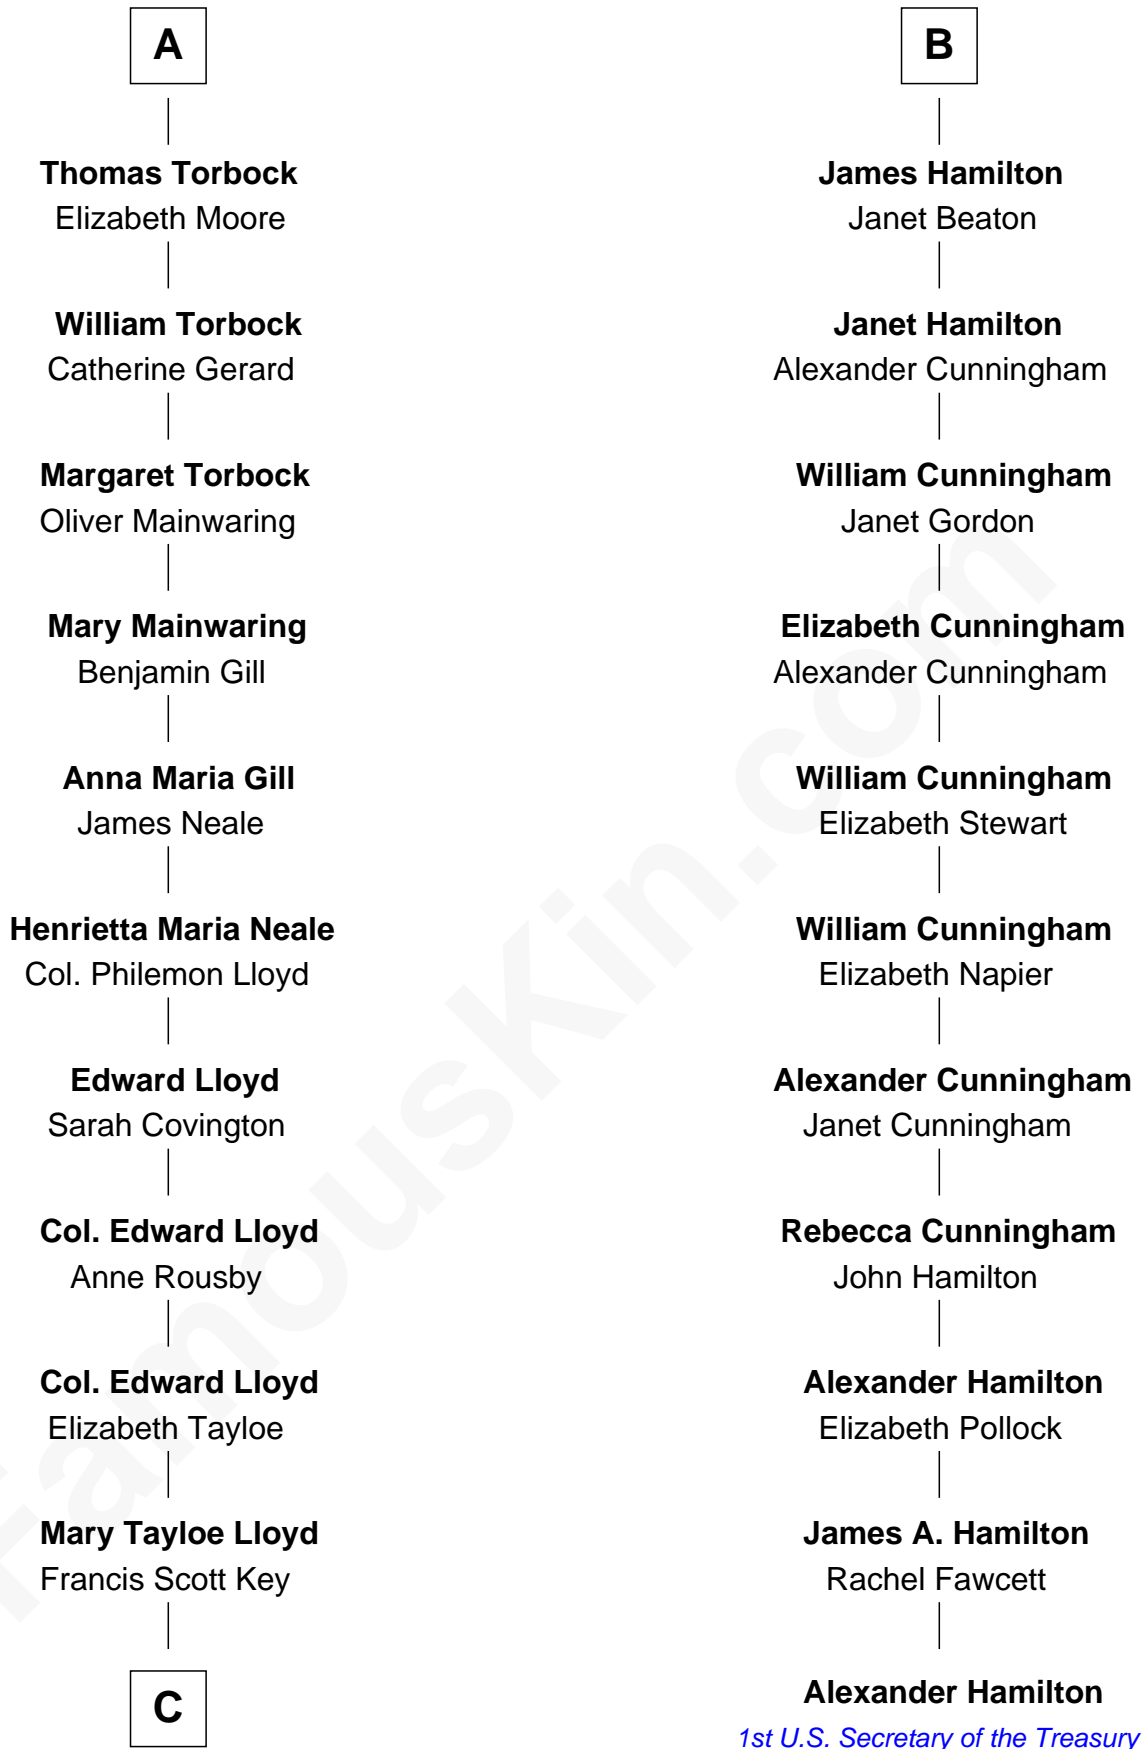 A
Thomas Torbock
Elizabeth Moore
William Torbock
Catherine Gerard
Margaret Torbock
Oliver Mainwaring
Mary Mainwaring
Benjamin Gill
Anna Maria Gill
James Neale
Henrietta Maria Neale
Col. Philemon Lloyd
Edward Lloyd
Sarah Covington
Col. Edward Lloyd
Anne Rousby
Col. Edward Lloyd
Elizabeth Tayloe
Mary Tayloe Lloyd
Francis Scott Key
C
B
James Hamilton
Janet Beaton
Janet Hamilton
Alexander Cunningham
William Cunningham
Janet Gordon
Elizabeth Cunningham
Alexander Cunningham
William Cunningham
Elizabeth Stewart
William Cunningham
Elizabeth Napier
Alexander Cunningham
Janet Cunningham
Rebecca Cunningham
John Hamilton
Alexander Hamilton
Elizabeth Pollock
James A. Hamilton
Rachel Fawcett
Alexander Hamilton
1st U.S. Secretary of the Treasury
FamousKin.com